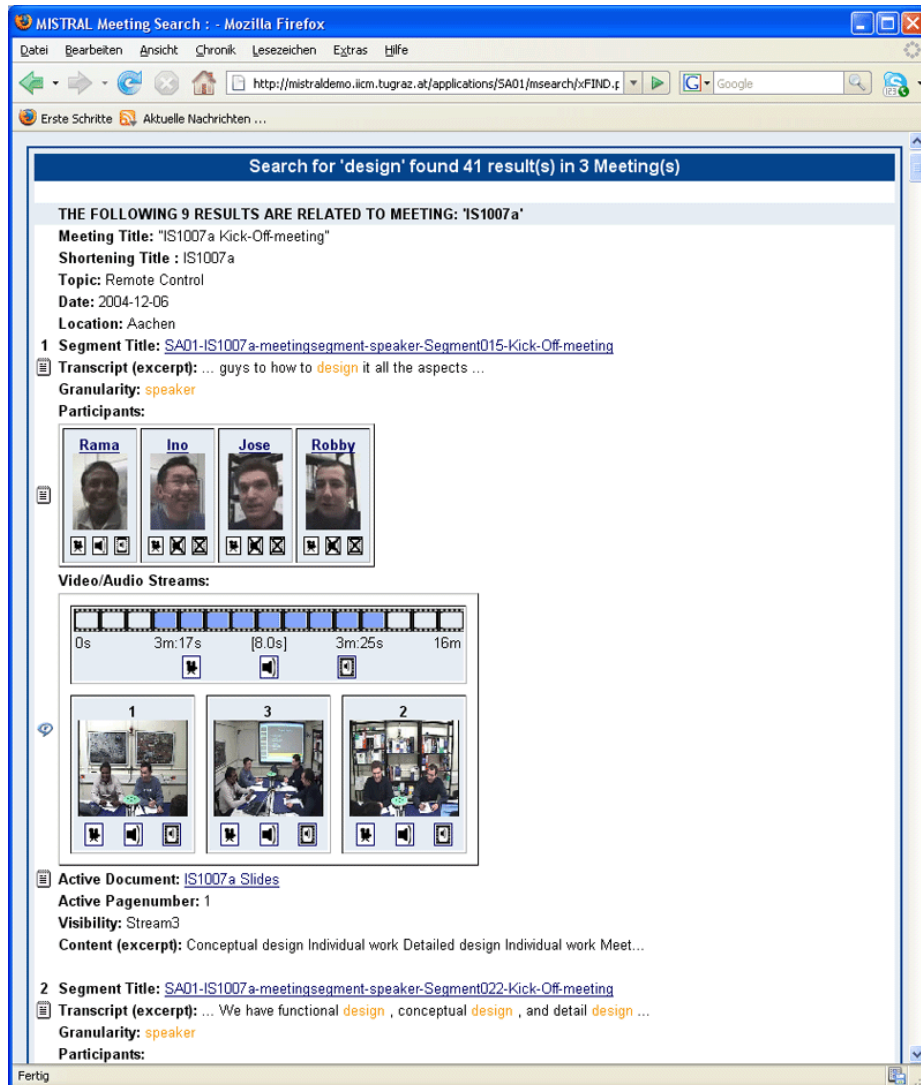 MISTRAL Meeting Search : - Mozilla Firefox
Datei Bearbeiten Ansicht Chronik Lesezeichen Extras Hilfe
http://mistraldemo.iicm.tugraz.at/applications/SA01/msearch/xFIND.p
G Google
Erste Schritte Aktuelle Nachrichten ...
Search for 'design' found 41 result(s) in 3 Meeting(s)
THE FOLLOWING 9 RESULTS ARE RELATED TO MEETING: 'IS1007a'
Meeting Title: "IS1007a Kick-Off-meeting"
Shortening Title : IS1007a
Topic: Remote Control
Date: 2004-12-06
Location: Aachen
1 Segment Title: SA01-IS1007a-meetingsegment-speaker-Segment015-Kick-Off-meeting
Transcript (excerpt): ... guys to how to design it all the aspects ...
Granularity: speaker
Participants:
Rama Ino Jose Robby
Video/Audio Streams:
0s 3m:17s [8.0s] 3m:25s 16m
1 3 2
Active Document: IS1007a Slides
Active Pagenumber: 1
Visibility: Stream3
Content (excerpt): Conceptual design Individual work Detailed design Individual work Meet...
2 Segment Title: SA01-IS1007a-meetingsegment-speaker-Segment022-Kick-Off-meeting
Transcript (excerpt): ... We have functional design , conceptual design , and detail design ...
Granularity: speaker
Participants:
Fertig